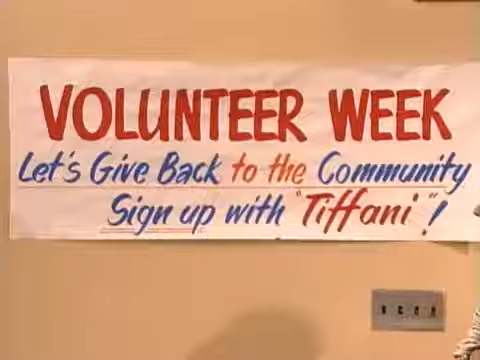 VOLUNTEER WEEK
Let's Give Back to the Community
Sign up with "Tiffani"!